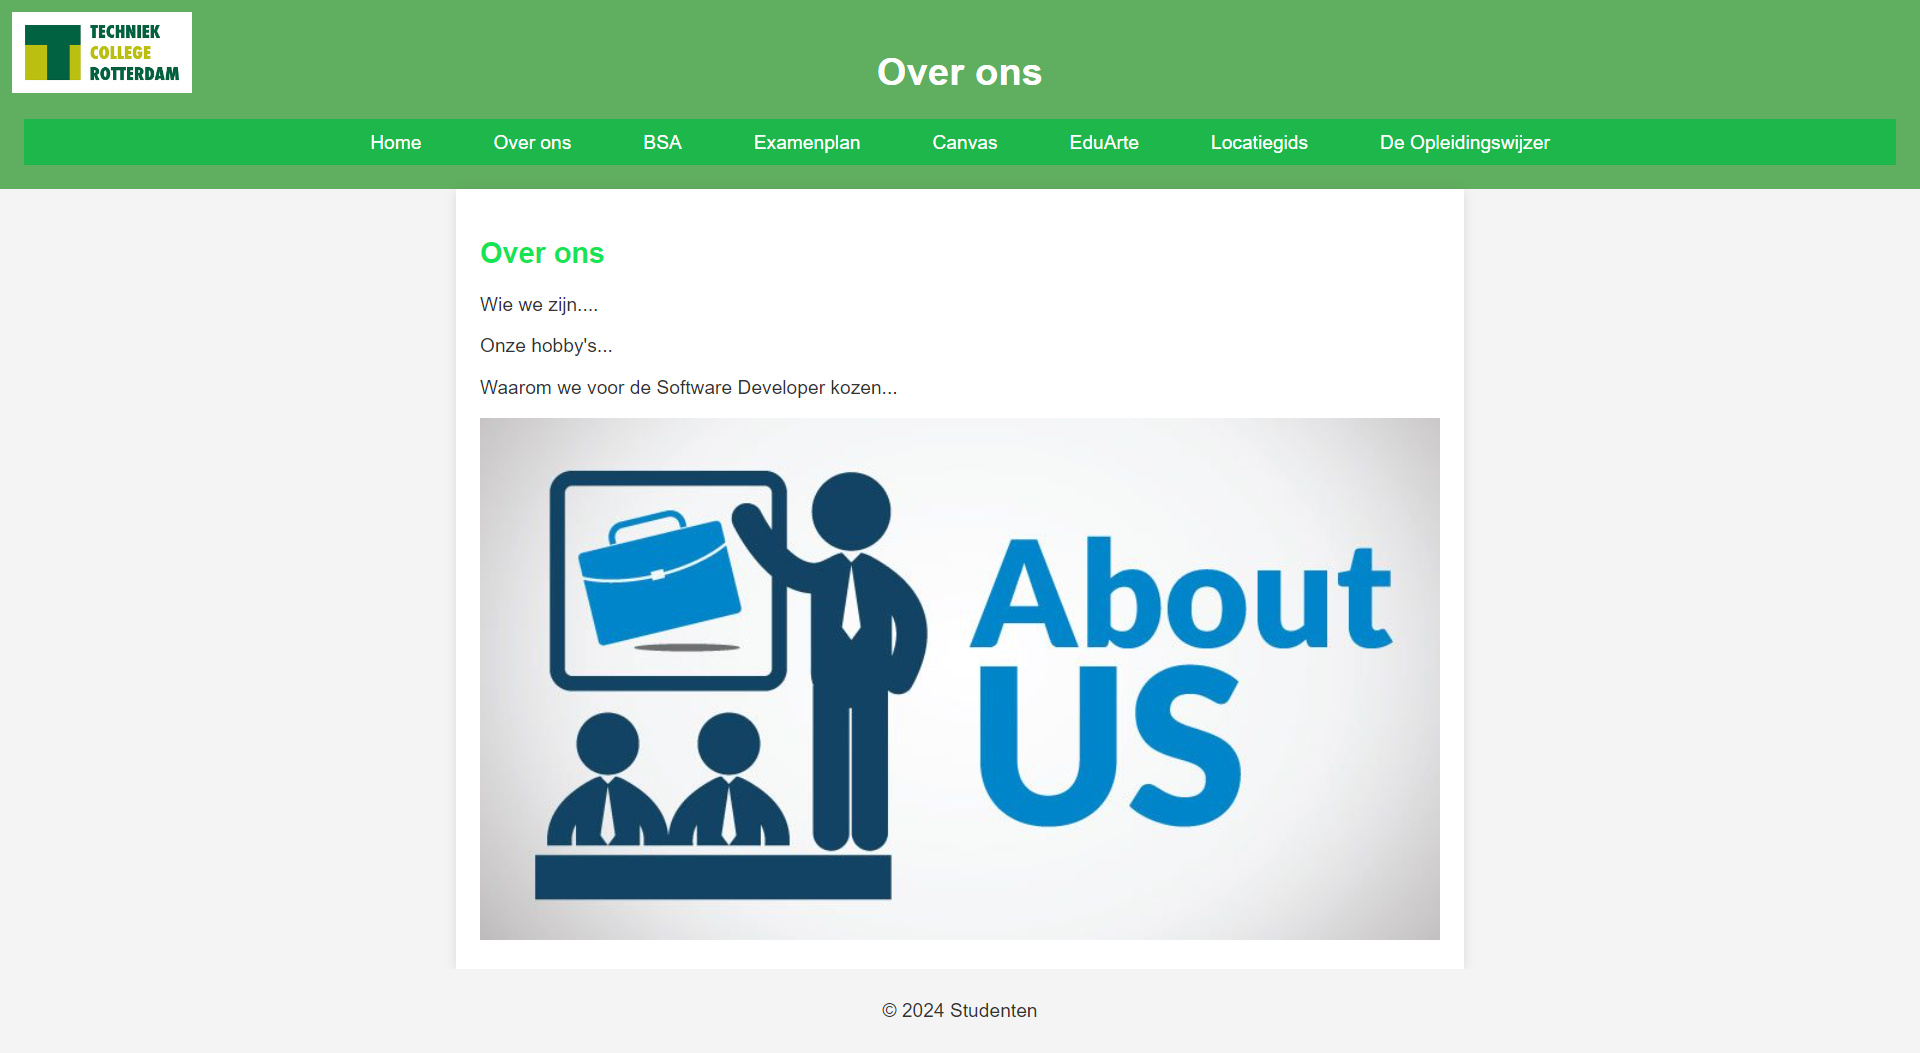 TECHNIEK
COLLEGE
ROTTERDAM
Over ons
Home Over ons BSA Examenplan Canvas EduArte Locatiegids De Opleidingswijzer
Over ons
Wie we zijn....
Onze hobby's...
Waarom we voor de Software Developer kozen...
About
US
© 2024 Studenten